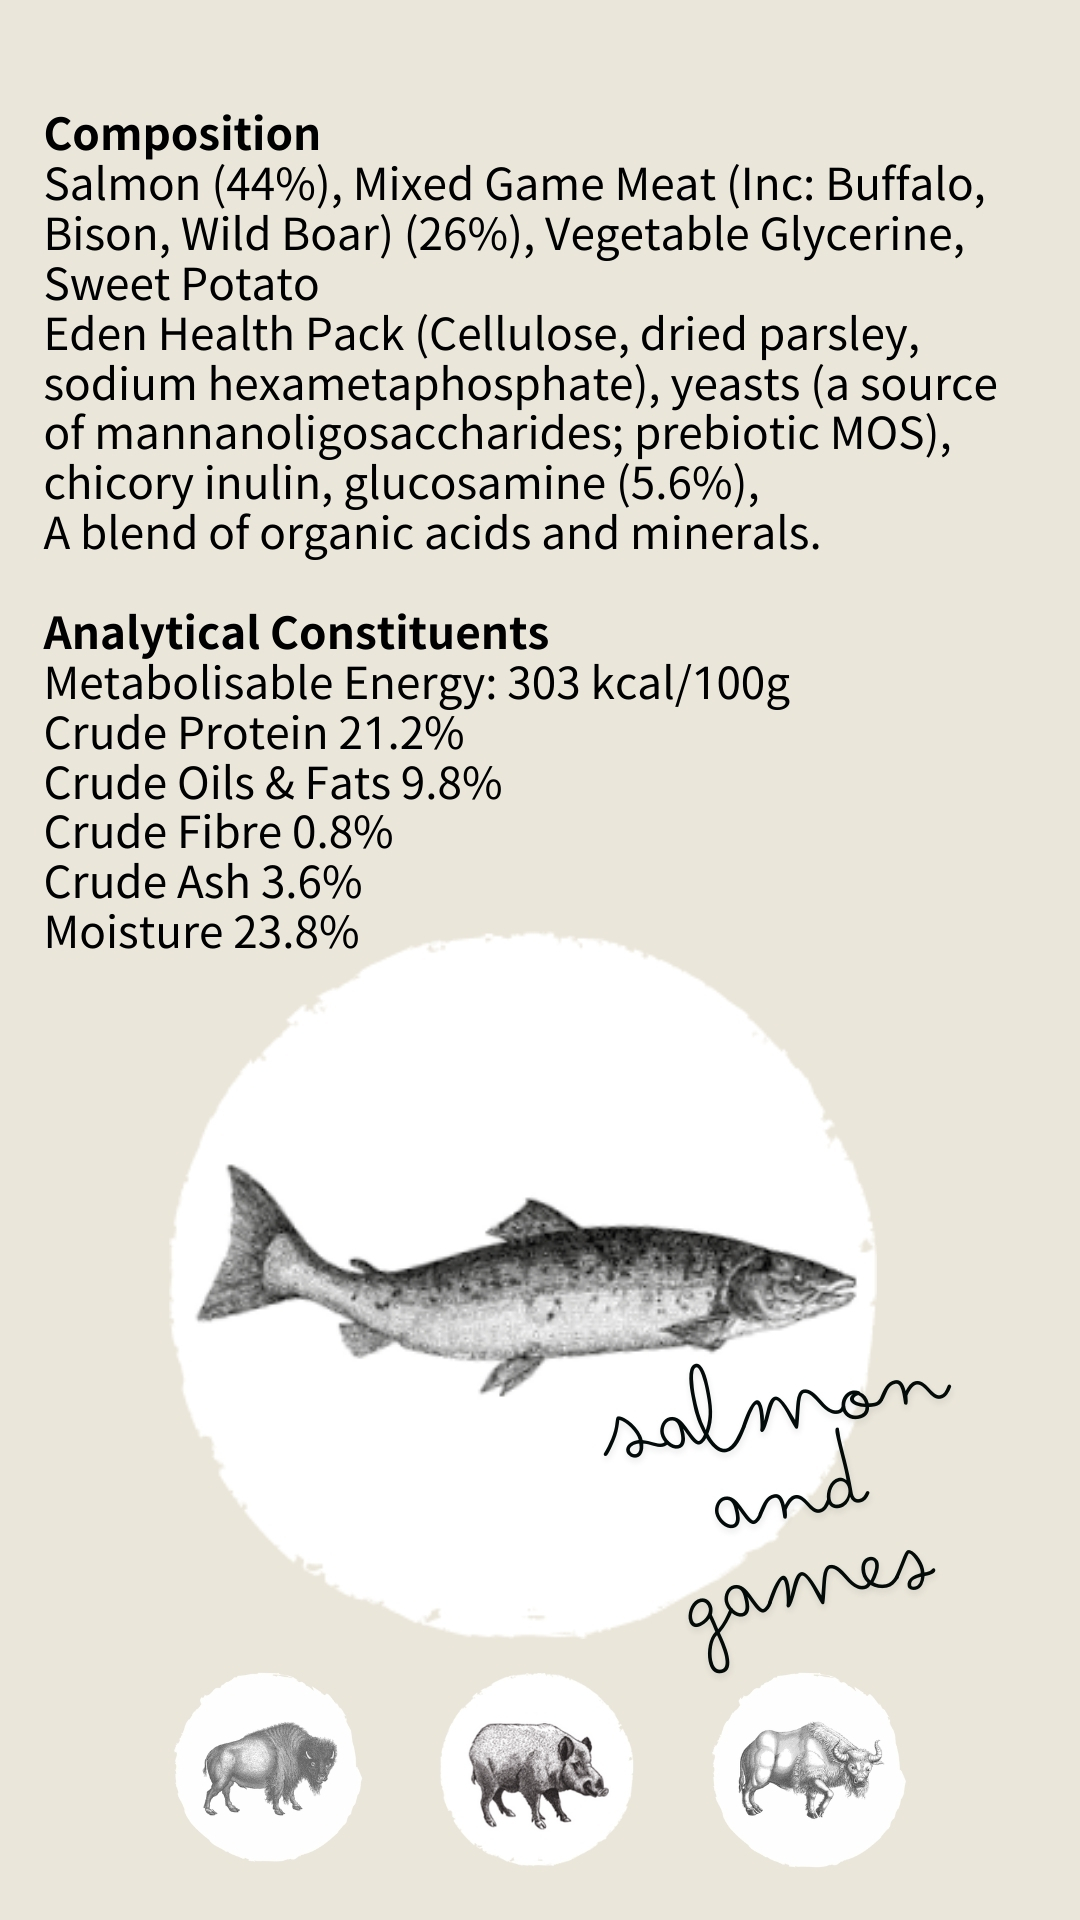 Composition
Salmon (44%), Mixed Game Meat (Inc: Buffalo,
Bison, Wild Boar) (26%), Vegetable Glycerine,
Sweet Potato
Eden Health Pack (Cellulose, dried parsley,
sodium hexametaphosphate), yeasts (a source
of mannanoligosaccharides; prebiotic MOS),
chicory inulin, glucosamine (5.6%),
A blend of organic acids and minerals.
Analytical Constituents
Metabolisable Energy: 303 kcal/100g
Crude Protein 21.2%
Crude Oils & Fats 9.8%
Crude Fibre 0.8%
Crude Ash 3.6%
Moisture 23.8%
salmon
and
games